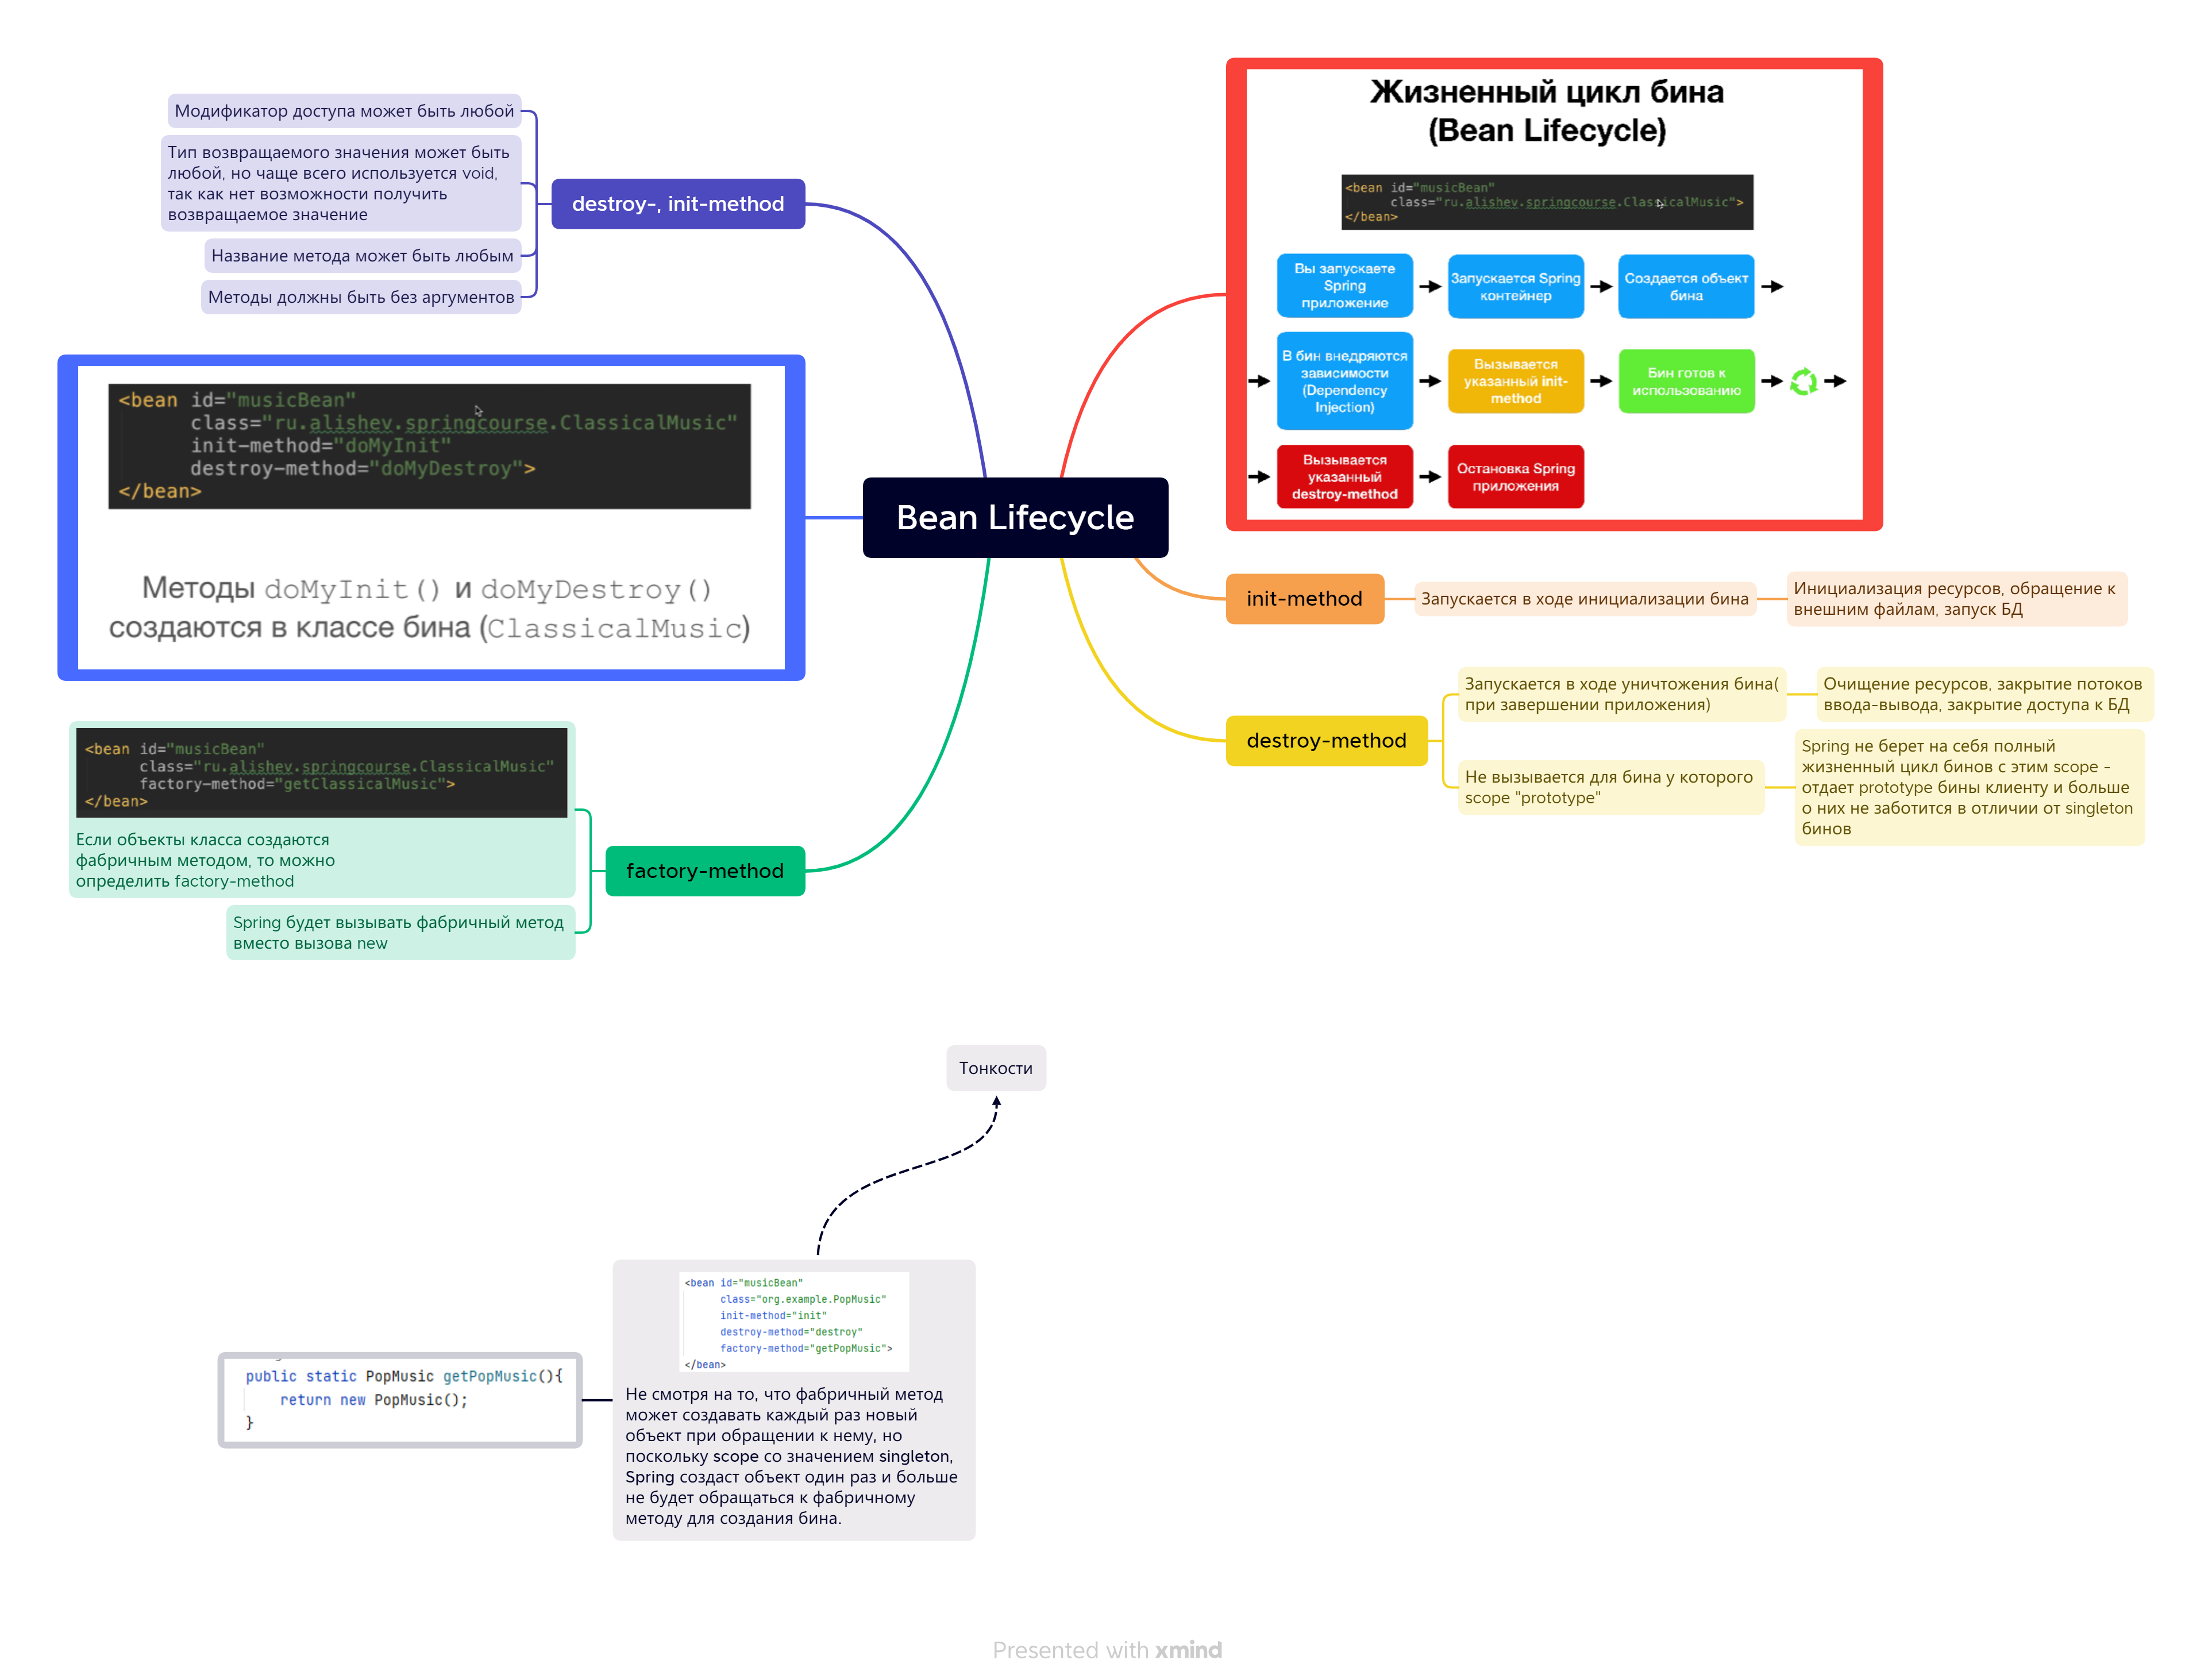 Модификатор доступа может быть любой
Тип возвращаемого значения может быть
любой, но чаще всего используется void,
так как нет возможности получить
возвращаемое значение
Название метода может быть любым
Методы должны быть без аргументов
destroy-, init-method
<bean id="musicBean"
class="ru.alishev.springcourse.ClassicalMusic"
init-method="doMyInit"
destroy-method="doMyDestroy">
</bean>
Методы doMyInit() и doMyDestroy()
создаются в классе бина (ClassicalMusic)
<bean id="musicBean"
class="ru.alishev.springcourse.ClassicalMusic"
factory-method="getClassicalMusic">
</bean>
Если объекты класса создаются
фабричным методом, то можно
определить factory-method
Spring будет вызывать фабричный метод
вместо вызова new
factory-method
Bean Lifecycle
Жизненный цикл бина
(Bean Lifecycle)
<bean id="musicBean"
class="ru.alishev.springcourse.ClassicalMusic">
</bean>
Вы запускаете
Spring
приложение
Запускается Spring
контейнер
Создается объект
бина
В бин внедряются
зависимости
(Dependency
Injection)
Вызывается
указанный init-
method
Бин готов к
использованию
Вызывается
указанный
destroy-method
Остановка Spring
приложения
init-method
Запускается в ходе инициализации бина
Инициализация ресурсов, обращение к
внешним файлам, запуск БД
destroy-method
Запускается в ходе уничтожения бина(
при завершении приложения)
Очищение ресурсов, закрытие потоков
ввода-вывода, закрытие доступа к БД
Не вызывается для бина у которого
scope "prototype"
Spring не берет на себя полный
жизненный цикл бинов с этим scope -
отдает prototype бины клиенту и больше
о них не заботится в отличии от singleton
бинов
Тонкости
<bean id="musicBean"
class="org.example.PopMusic"
init-method="init"
destroy-method="destroy"
factory-method="getPopMusic">
</bean>
Не смотря на то, что фабричный метод
может создавать каждый раз новый
объект при обращении к нему, но
поскольку scope со значением singleton,
Spring создаст объект один раз и больше
не будет обращаться к фабричному
методу для создания бина.
public static PopMusic getPopMusic(){
return new PopMusic();
}
Presented with xmind